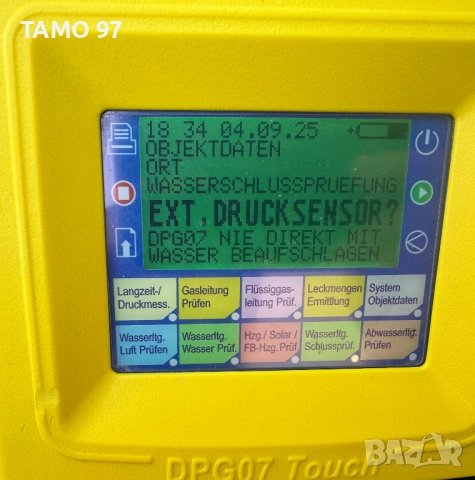 TAMO 97
18 34 04.09.25
OBJEKTDATEN
ORT
WASSERSCHLUSSPRUEFUNG
EXT.DRUCKSENSOR?
DPG07 NIE DIREKT MIT
WASSER BEAUFSCHLAGEN
Langzeit-/ Druckmess.
Gasleitung Prüfen
Flüssiggas- leitung Prüf.
Leckmengen Ermittlung
System Objektdaten
Wasserltg. Luft Prüfen
Wasserltg. Wasser Prüf.
Hzg./ Solar / FB-Hzg.Prüf.
Wasserltg. Schlussprüf.
Abwasserltg. Prüfen
DPG07 Touch
BAZAR.bg